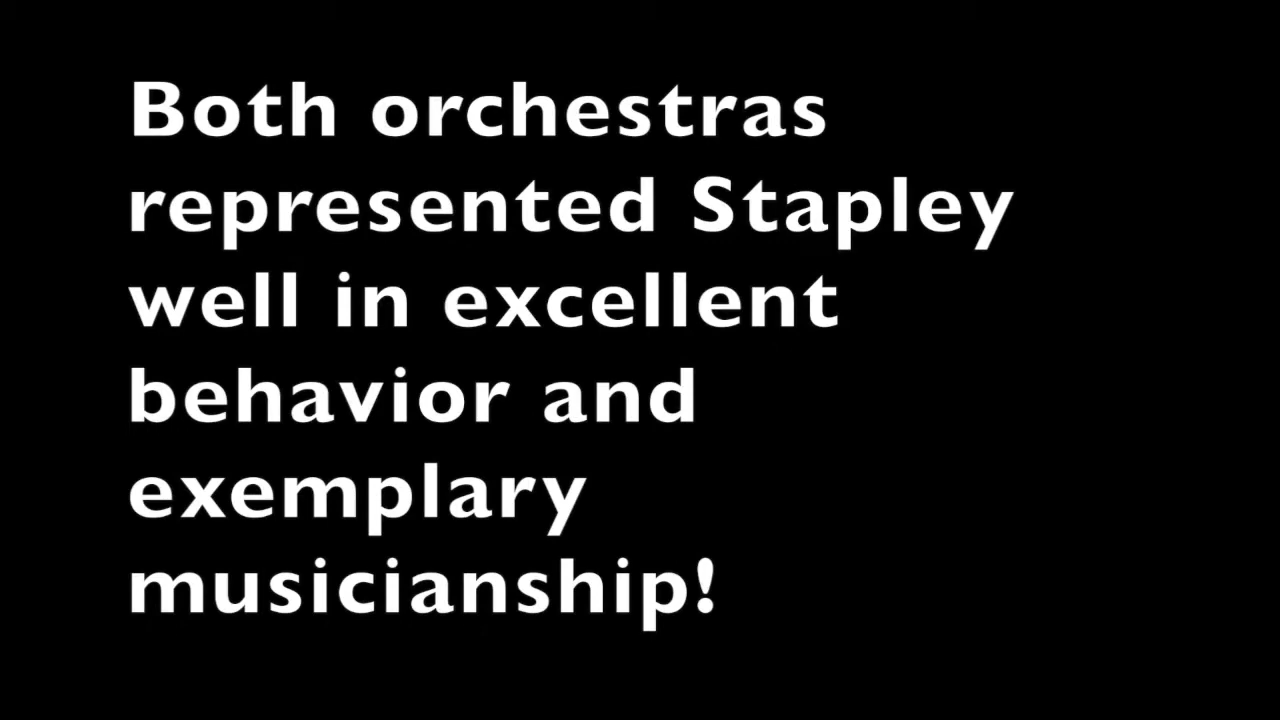 Both orchestras
represented Stapley
well in excellent
behavior and
exemplary
musicianship!